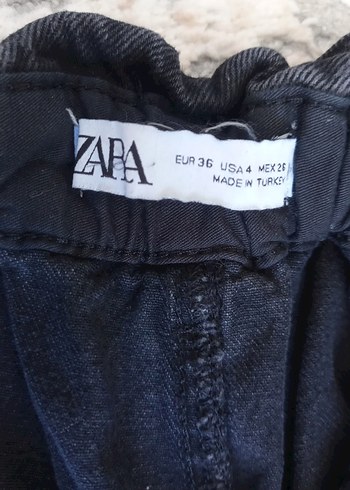 ZARA
EUR 36 USA 4 MEX 26
MADE IN TURKEY